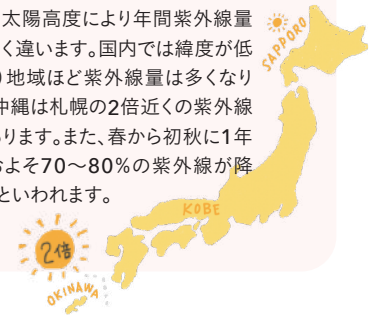 太陽高度により年間紫外線量
く違います。国内では緯度が低
地域ほど紫外線量は多くなり
沖縄は札幌の2倍近くの紫外線
ります。また、春から初秋に1年
およそ70〜80%の紫外線が降
といわれます。
SAPPORO
KOBE
2倍
OKINAWA